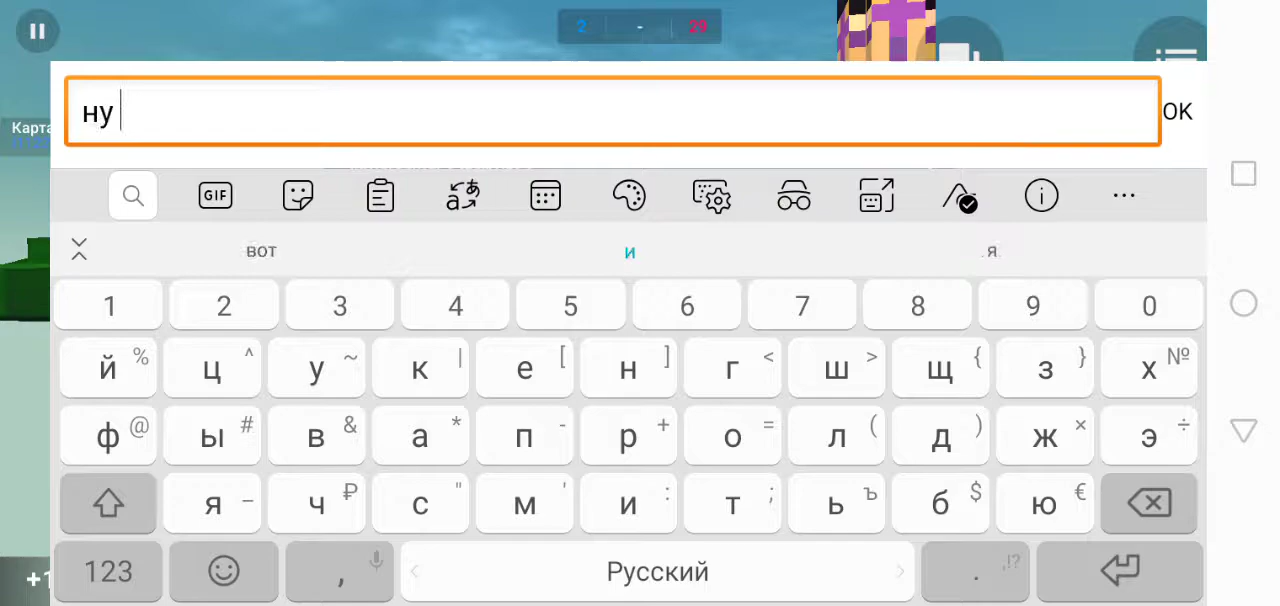 2 - 29
Карта
ну
OK
GIF
вот и я
1 2 3 4 5 6 7 8 9 0
й % ц ^ у ~ к | е [ н ] г < ш > щ { з } х №
ф @ ы # в & а * п - р + о = л ( д ) ж × э ÷
я _ ч ₽ с " м ' и : т ; ь ъ б $ ю €
123 , Русский . ,!?
+1